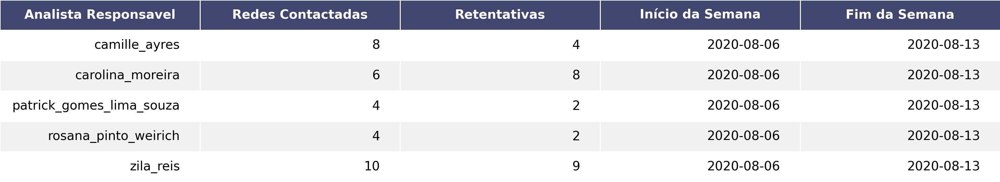 Analista Responsavel Redes Contactadas Retentativas Início da Semana Fim da Semana
camille_ayres 8 4 2020-08-06 2020-08-13
carolina_moreira 6 8 2020-08-06 2020-08-13
patrick_gomes_lima_souza 4 2 2020-08-06 2020-08-13
rosana_pinto_weirich 4 2 2020-08-06 2020-08-13
zila_reis 10 9 2020-08-06 2020-08-13